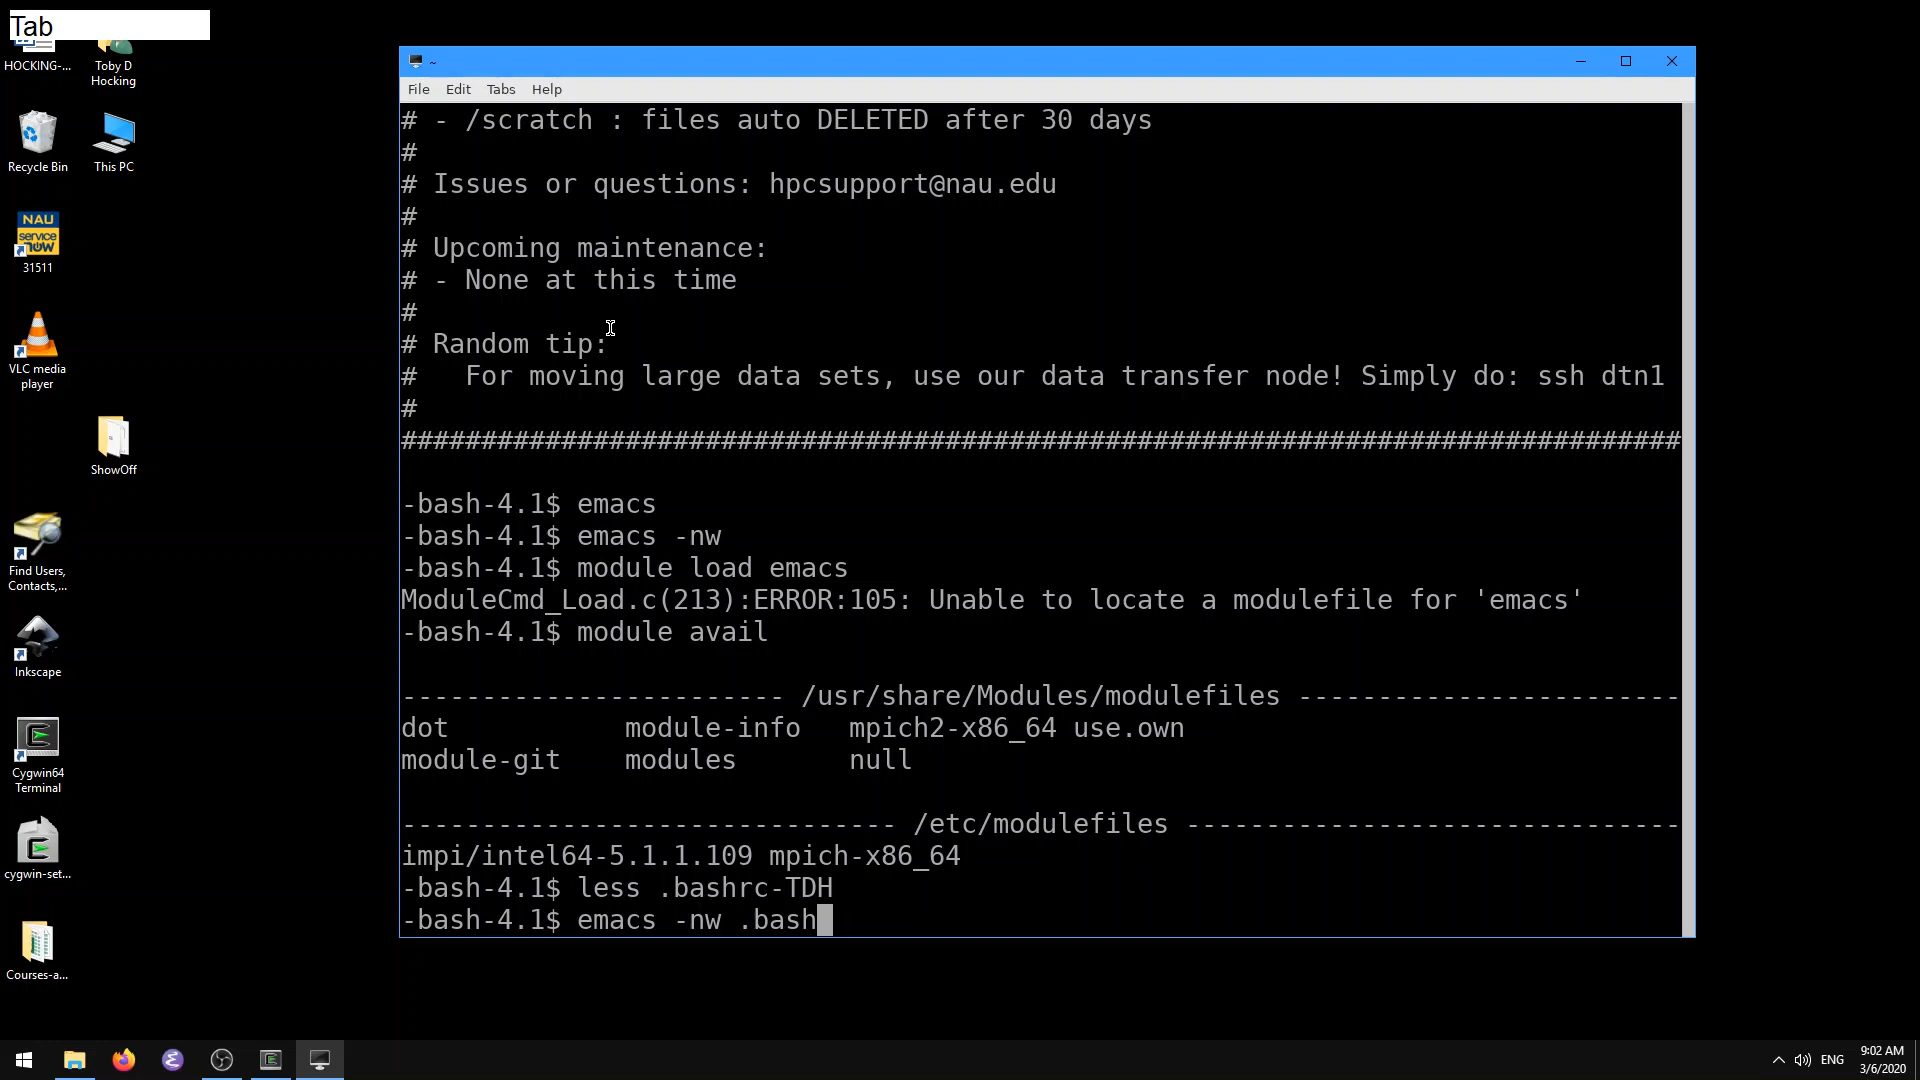 Tab
HOCKING-...
Toby D
Hocking
Recycle Bin
This PC
NAU
service
now
31511
VLC media
player
ShowOff
Find Users,
Contacts,...
Inkscape
Cygwin64
Terminal
cygwin-set...
Courses-a...
~
File Edit Tabs Help
# - /scratch : files auto DELETED after 30 days
#
# Issues or questions: hpcsupport@nau.edu
#
# Upcoming maintenance:
# - None at this time
#
# Random tip:
#   For moving large data sets, use our data transfer node! Simply do: ssh dtn1
#
################################################################################
-bash-4.1$ emacs
-bash-4.1$ emacs -nw
-bash-4.1$ module load emacs
ModuleCmd_Load.c(213):ERROR:105: Unable to locate a modulefile for 'emacs'
-bash-4.1$ module avail
------------------------ /usr/share/Modules/modulefiles ------------------------
dot           module-info   mpich2-x86_64 use.own
module-git    modules       null
------------------------------- /etc/modulefiles -------------------------------
impi/intel64-5.1.1.109 mpich-x86_64
-bash-4.1$ less .bashrc-TDH
-bash-4.1$ emacs -nw .bash
ENG
9:02 AM
3/6/2020